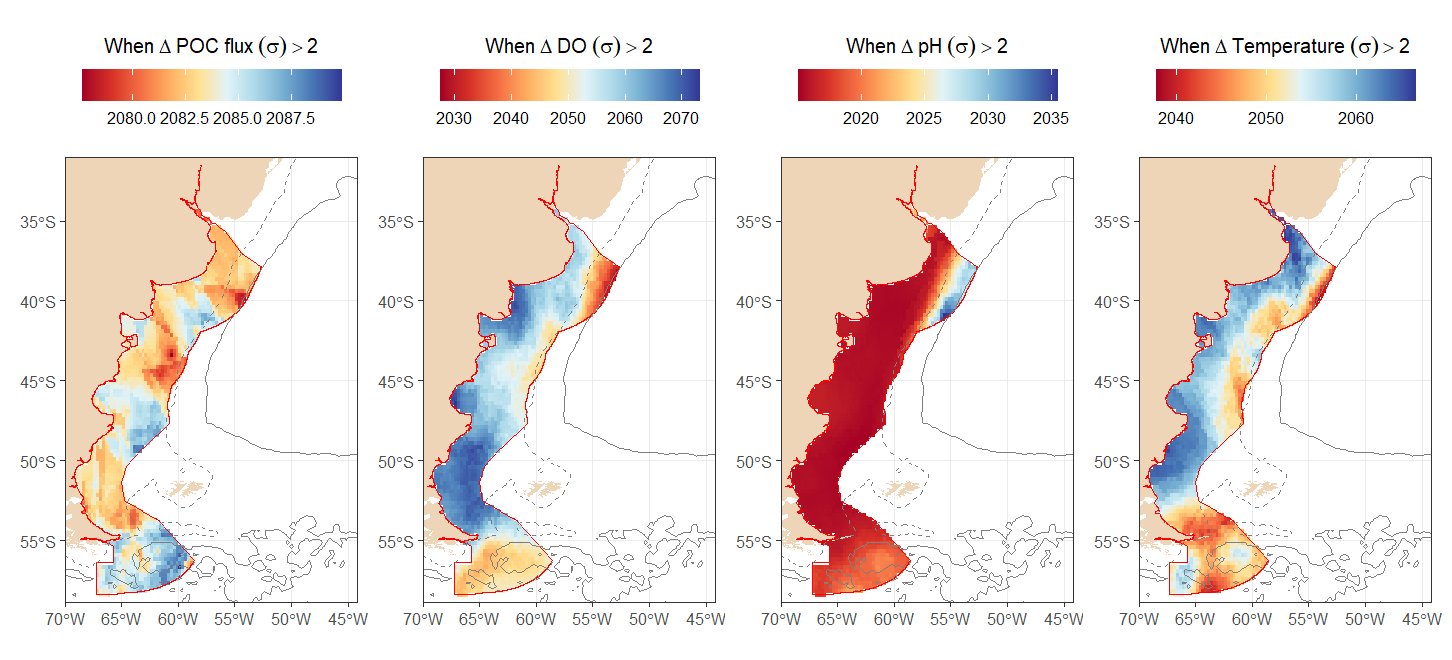 When Δ POC flux (σ) > 2
2080.0 2082.5 2085.0 2087.5
35°S
40°S
45°S
50°S
55°S
70°W 65°W 60°W 55°W 50°W 45°W
When Δ DO (σ) > 2
2030 2040 2050 2060 2070
35°S
40°S
45°S
50°S
55°S
70°W 65°W 60°W 55°W 50°W 45°W
When Δ pH (σ) > 2
2020 2025 2030 2035
35°S
40°S
45°S
50°S
55°S
70°W 65°W 60°W 55°W 50°W 45°W
When Δ Temperature (σ) > 2
2040 2050 2060
35°S
40°S
45°S
50°S
55°S
70°W 65°W 60°W 55°W 50°W 45°W